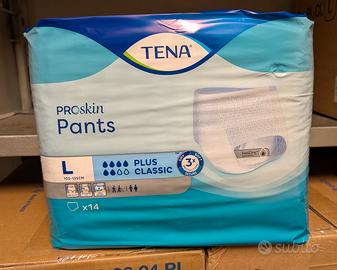 TENA
PROskin
Pants
L
PLUS
CLASSIC
3x
x14
subito